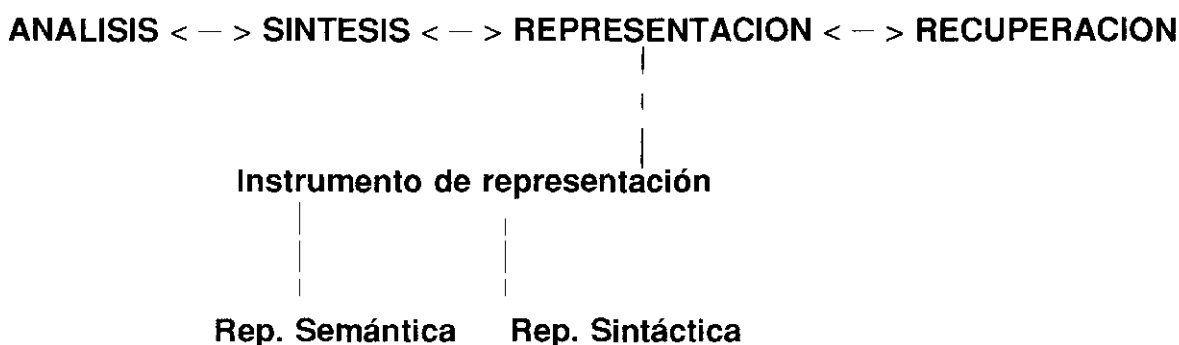 ANALISIS < — > SINTESIS < — > REPRESENTACION < — > RECUPERACION
Instrumento de representación
Rep. Semántica Rep. Sintáctica